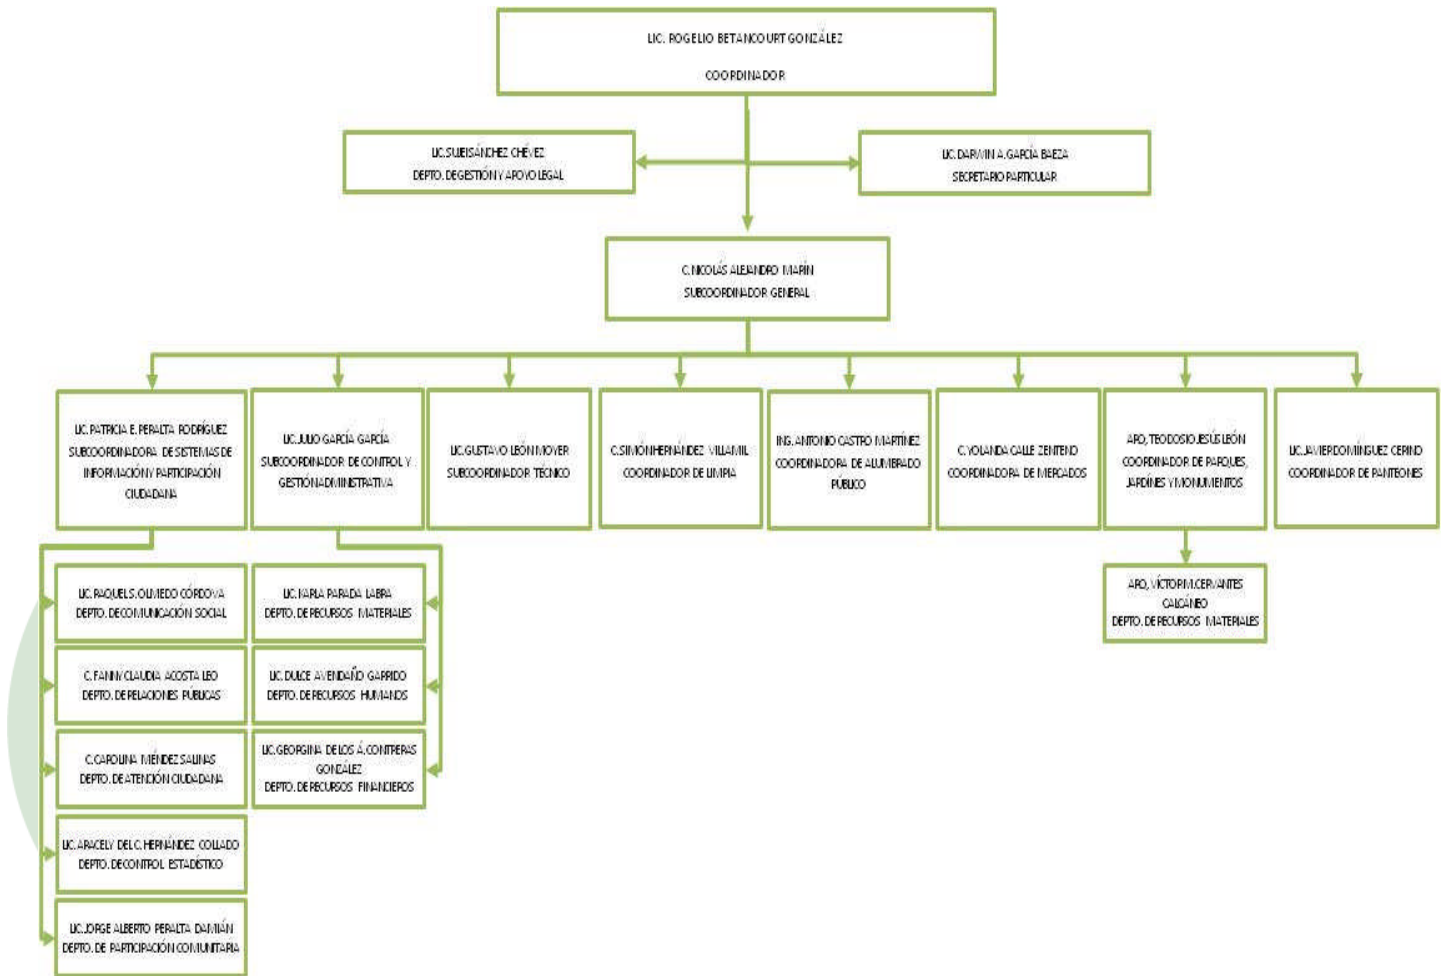 LIC. ROGELIO BETANCOURT GONZÁLEZ
COORDINADOR
LIC. SUJEI SÁNCHEZ CHÉVEZ
DEPTO. DE GESTIÓN Y APOYO LEGAL
LIC. DARWIN A. GARCÍA BAEZA
SECRETARIO PARTICULAR
C. NICOLÁS ALEJANDRO MARÍN
SUBCOORDINADOR GENERAL
LIC. PATRICIA E. PERALTA RODRÍGUEZ
SUBCOORDINADORA DE SISTEMAS DE
INFORMACIÓN Y PARTICIPACIÓN
CIUDADANA
LIC. JULIO GARCÍA GARCÍA
SUBCOORDINADOR DE CONTROL Y
GESTIÓN ADMINISTRATIVA
LIC. GUSTAVO LEÓN MOYER
SUBCOORDINADOR TÉCNICO
C. SIMÓN HERNÁNDEZ VILLAMIL
COORDINADOR DE LIMPIA
ING. ANTONIO CASTRO MARTÍNEZ
COORDINADORA DE ALUMBRADO
PÚBLICO
C. YOLANDA CALLE ZENTENO
COORDINADORA DE MERCADOS
ARQ. TEODOSIO JESÚS LEÓN
COORDINADOR DE PARQUES,
JARDÍNES Y MONUMENTOS
LIC. JAVIER DOMÍNGUEZ CERINO
COORDINADOR DE PANTEONES
LIC. RAQUEL S. OLMEDO CÓRDOVA
DEPTO. DE COMUNICACIÓN SOCIAL
C. FANNY CLAUDIA ACOSTA LEO
DEPTO. DE RELACIONES PÚBLICAS
C. CAROLINA MÉNDEZ SALINAS
DEPTO. DE ATENCIÓN CIUDADANA
LIC. ARACELY DEL C. HERNÁNDEZ COLLADO
DEPTO. DE CONTROL ESTADÍSTICO
LIC. JORGE ALBERTO PERALTA DAMIÁN
DEPTO. DE PARTICIPACIÓN COMUNITARIA
LIC. KARLA PARADA LABRA
DEPTO. DE RECURSOS MATERIALES
LIC. DULCE AVENDAÑO GARRIDO
DEPTO. DE RECURSOS HUMANOS
LIC. GEORGINA DE LOS Á. CONTRERAS
GONZÁLEZ
DEPTO. DE RECURSOS FINANCIEROS
ARQ. VÍCTOR M. CERVANTES
CALCÁNEO
DEPTO. DE RECURSOS MATERIALES